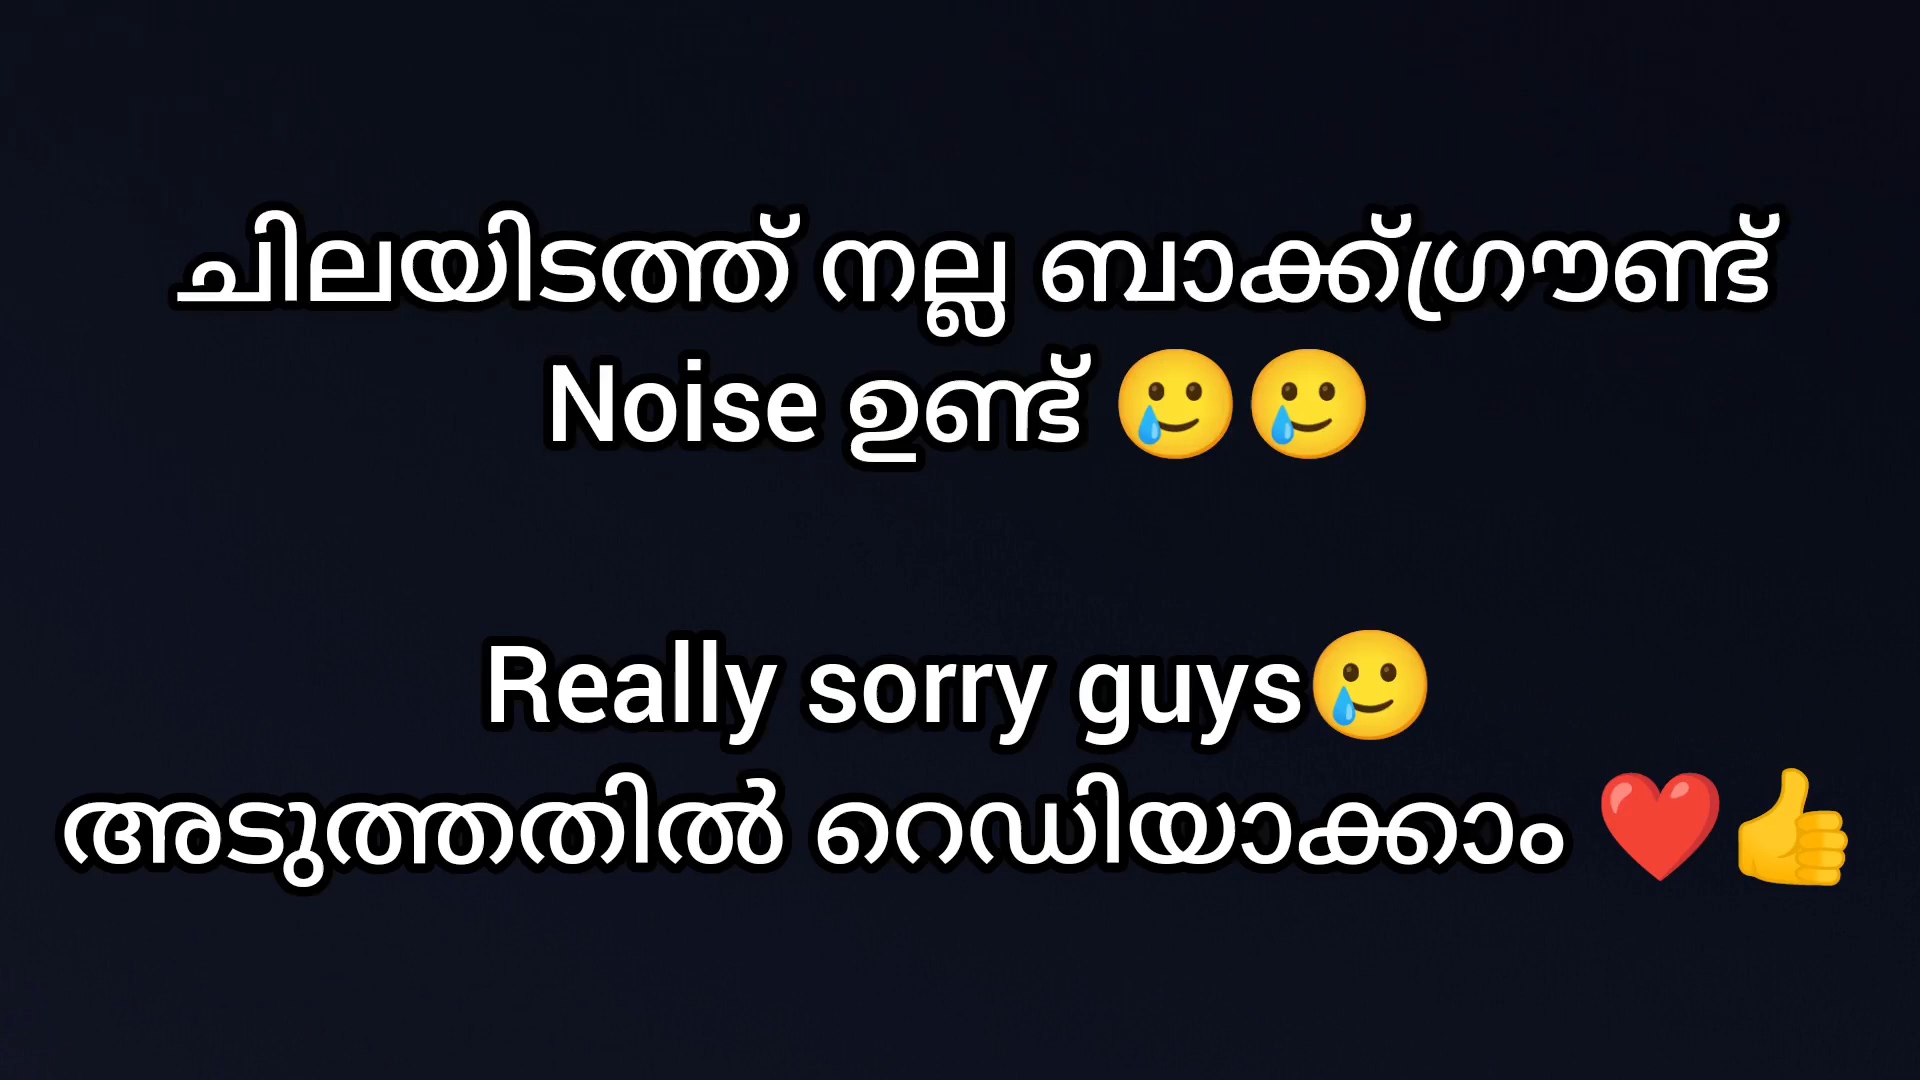 ചിലയിടത്ത് നല്ല ബാക്ക്ഗ്രൗണ്ട്
Noise ഉണ്ട് 🥲🥲
Really sorry guys🥲
അടുത്തതിൽ റെഡിയാക്കാം ❤️👍